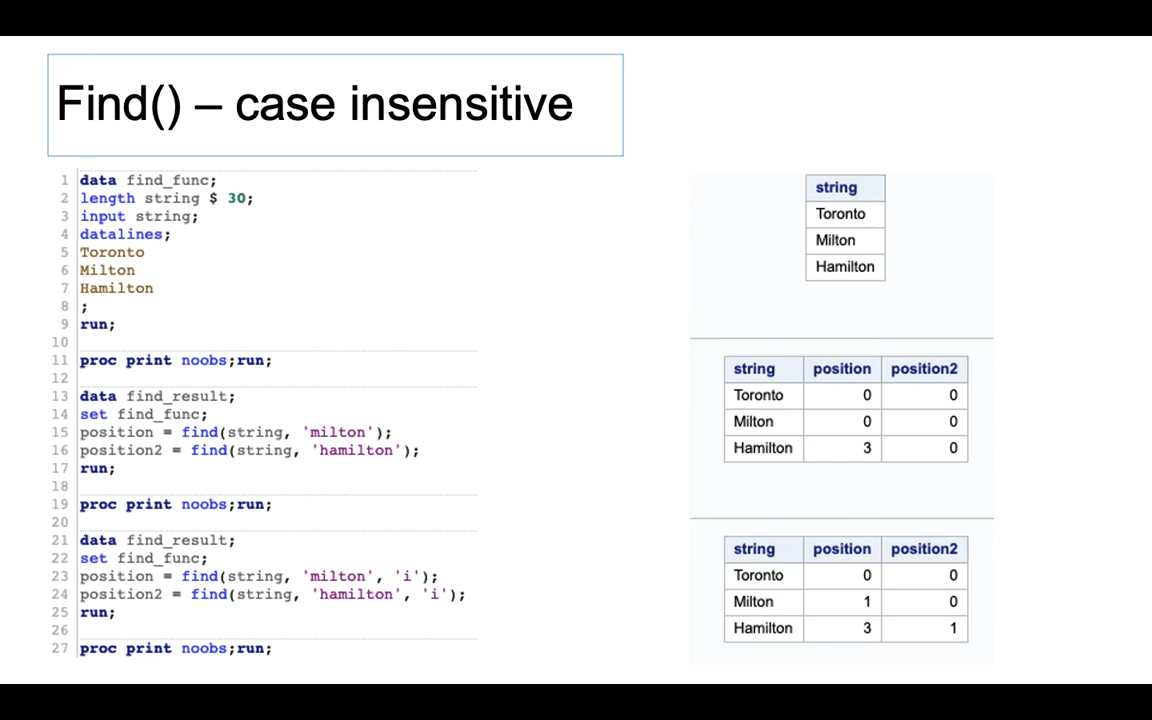 Find() – case insensitive
1 data find_func;
2 length string $ 30;
3 input string;
4 datalines;
5 Toronto
6 Milton
7 Hamilton
8 ;
9 run;
10
11 proc print noobs;run;
12
13 data find_result;
14 set find_func;
15 position = find(string, 'milton');
16 position2 = find(string, 'hamilton');
17 run;
18
19 proc print noobs;run;
20
21 data find_result;
22 set find_func;
23 position = find(string, 'milton', 'i');
24 position2 = find(string, 'hamilton', 'i');
25 run;
26
27 proc print noobs;run;
string
Toronto
Milton
Hamilton
string position position2
Toronto 0 0
Milton 0 0
Hamilton 3 0
string position position2
Toronto 0 0
Milton 1 0
Hamilton 3 1